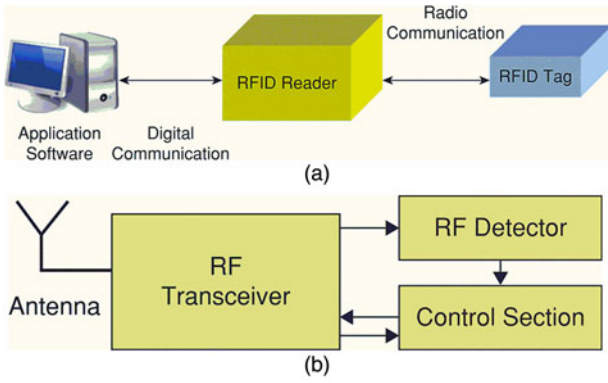 Radio
Communication
RFID Reader
RFID Tag
Application
Software
Digital
Communication
(a)
RF
Transceiver
RF Detector
Antenna
Control Section
(b)